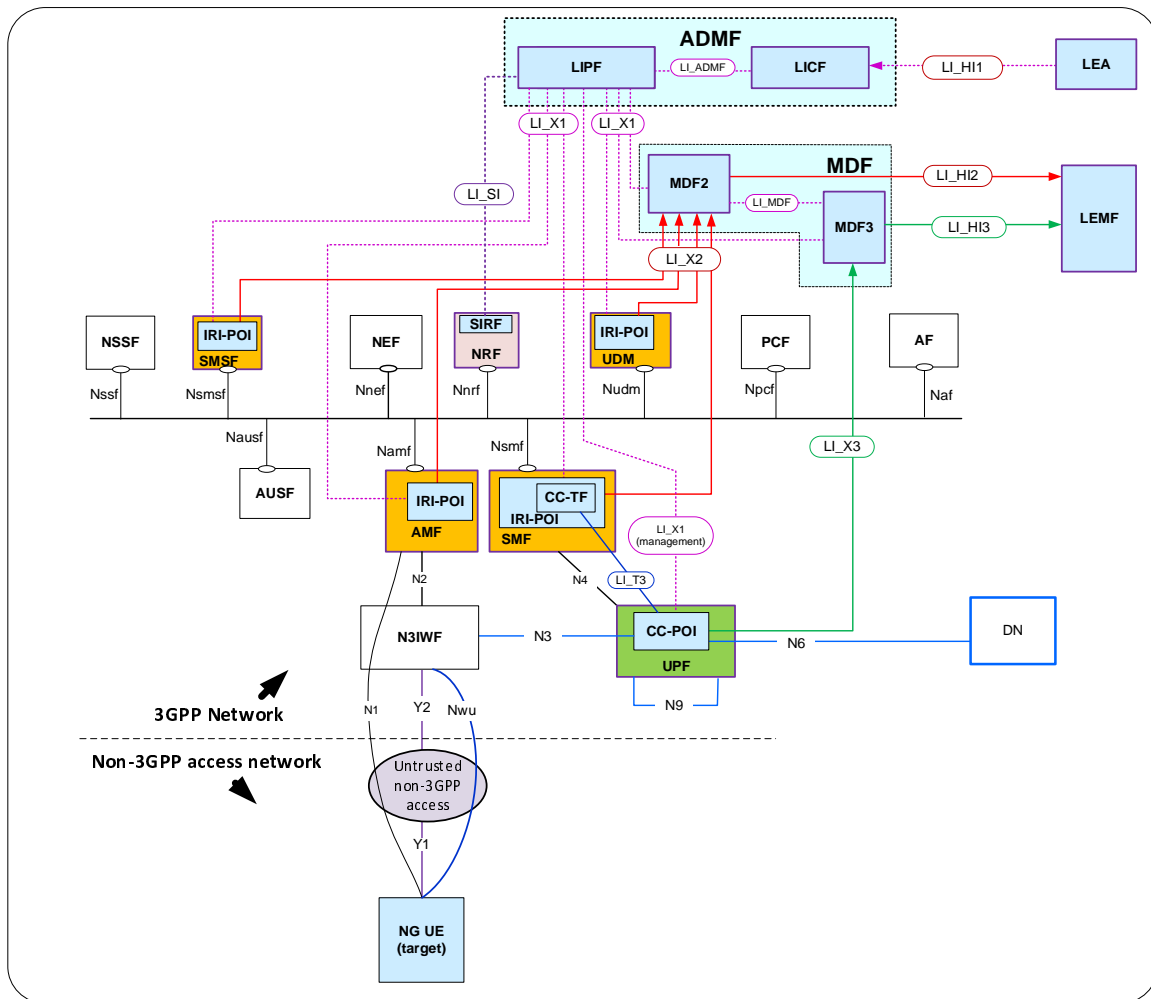 ADMF
LIPF
LI_ADMF
LICF
LI_HI1
LEA
LI_X1
LI_X1
MDF
MDF2
LI_HI2
LI_SI
LI_MDF
MDF3
LI_HI3
LEMF
LI_X2
NSSF
IRI-POI
SMSF
NEF
SIRF
NRF
IRI-POI
UDM
PCF
AF
Nssf
Nsmsf
Nnef
Nnrf
Nudm
Npcf
Naf
Nausf
Namf
Nsmf
LI_X3
AUSF
IRI-POI
AMF
CC-TF
IRI-POI
SMF
LI_X1
(management)
N2
N4
LI_T3
N3IWF
N3
CC-POI
UPF
N6
DN
N9
N1
Y2
Nwu
3GPP Network
Non-3GPP access network
Untrusted
non-3GPP
access
Y1
NG UE
(target)